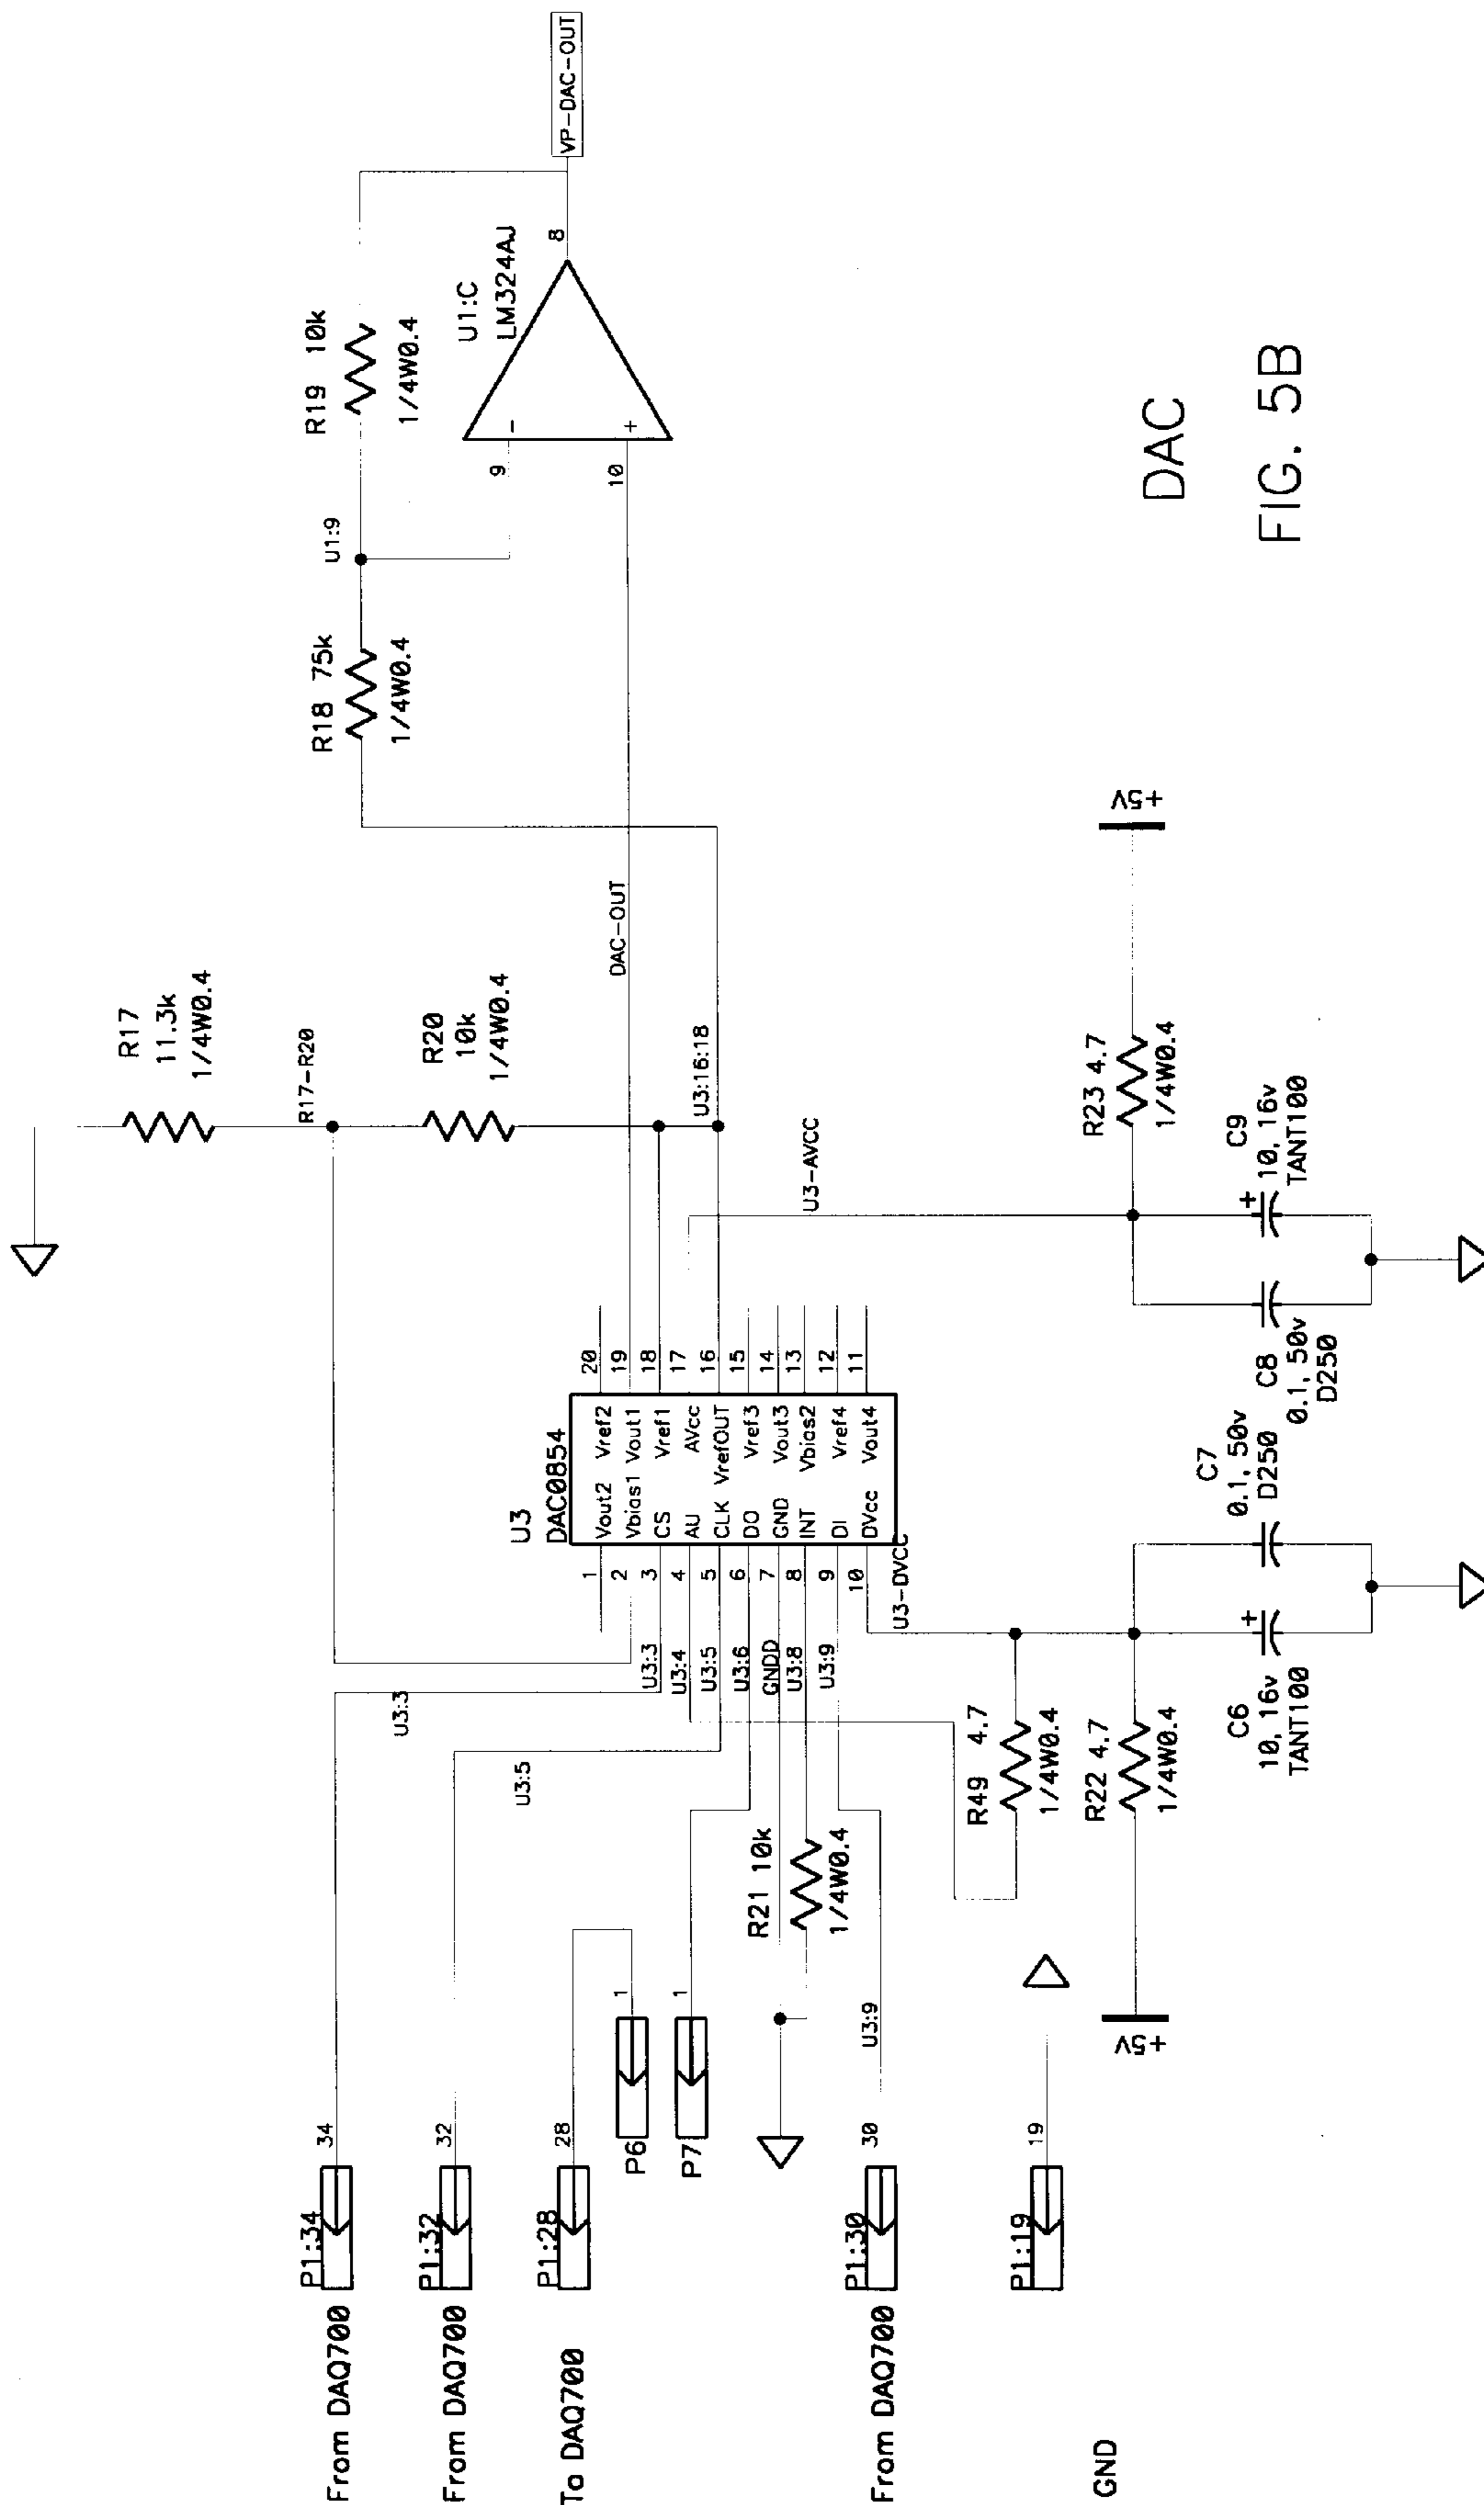 R17
11.3k
1/4W0.4
R17-R20
R20
10k
1/4W0.4
R18 75k
1/4W0.4
U1:9
R19 10k
1/4W0.4
U1:C
LM324AJ
9
10
8
-
+
VP-DAC-OUT
DAC-OUT
U3:16:18
U3-AVCC
U3
DAC0854
Vout2 Vref2
Vbias1 Vout1
CS Vref1
AU AVcc
CLK VrefOUT
DO Vref3
GND Vout3
INT Vbias2
DI Vref4
DVcc Vout4
1
2
3
4
5
6
7
8
9
10
20
19
18
17
16
15
14
13
12
11
U3:3
U3:4
U3:5
U3:6
GNDD
U3:8
U3:9
U3-DVCC
U3:3
U3:5
From DAQ700
P1:34
34
From DAQ700
P1:32
32
To DAQ700
P1:28
28
P6
1
P7
1
R21 10k
1/4W0.4
From DAQ700
P1:30
30
U3:9
GND
P1:19
19
R49 4.7
1/4W0.4
R22 4.7
1/4W0.4
+5V
C6
10, 16v
TANT100
+
C7
0.1, 50v
D250
C8
0.1, 50v
D250
C9
10, 16v
TANT100
+
R23 4.7
1/4W0.4
+5V
DAC
FIG. 5B